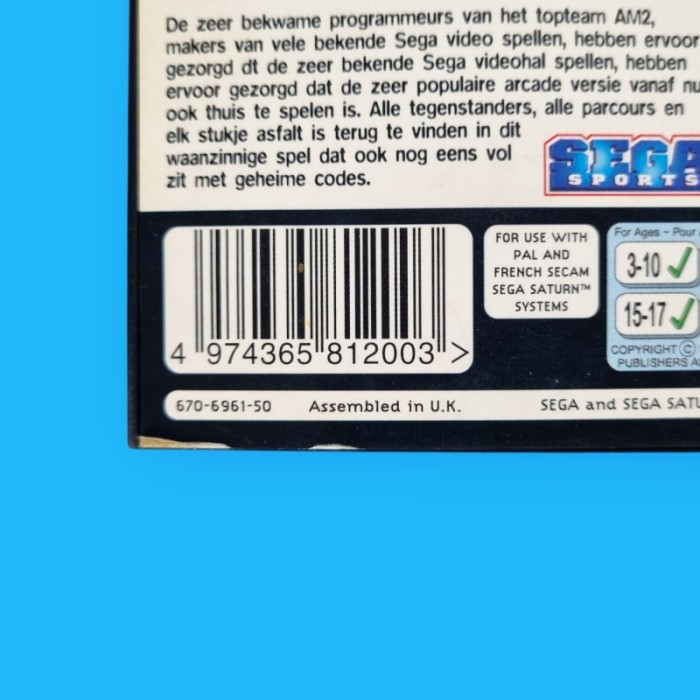 De zeer bekwame programmeurs van het topteam AM2,
makers van vele bekende Sega video spellen, hebben ervoor
gezorgd dt de zeer bekende Sega videohal spellen, hebben
ervoor gezorgd dat de zeer populaire arcade versie vanaf nu
ook thuis te spelen is. Alle tegenstanders, alle parcours en
elk stukje asfalt is terug te vinden in dit
waanzinnige spel dat ook nog eens vol
zit met geheime codes.
SEGA
SPORTS
FOR USE WITH
PAL AND
FRENCH SECAM
SEGA SATURN™
SYSTEMS
For Ages - Pour
3-10
15-17
COPYRIGHT ©
PUBLISHERS
4 974365 812003 >
670-6961-50 Assembled in U.K. SEGA and SEGA